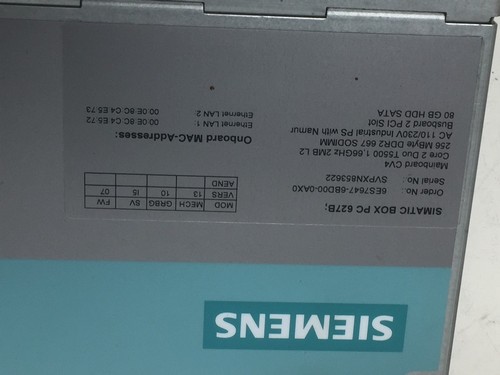 SIEMENS
SIMATIC BOX PC 627B;
Order No.: 6ES7647-6BD00-0AX0
Serial No.: SVPXN853622
Mainboard CV4
Core 2 Duo T5500 1,66GHz 2MB L2
256 MByte DDR2 667 SODIMM
AC 110/230V Industrial PS with Namur
Busboard 2 PCI Slot
80 GB HDD SATA
MOD MECH GRBG SV FW
VERS 13 10 15 07
AEND
Onboard MAC-Addresses:
Ethernet LAN 1: 00 0E 8C C4 E5 72
Ethernet LAN 2: 00 0E 8C C4 E5 73